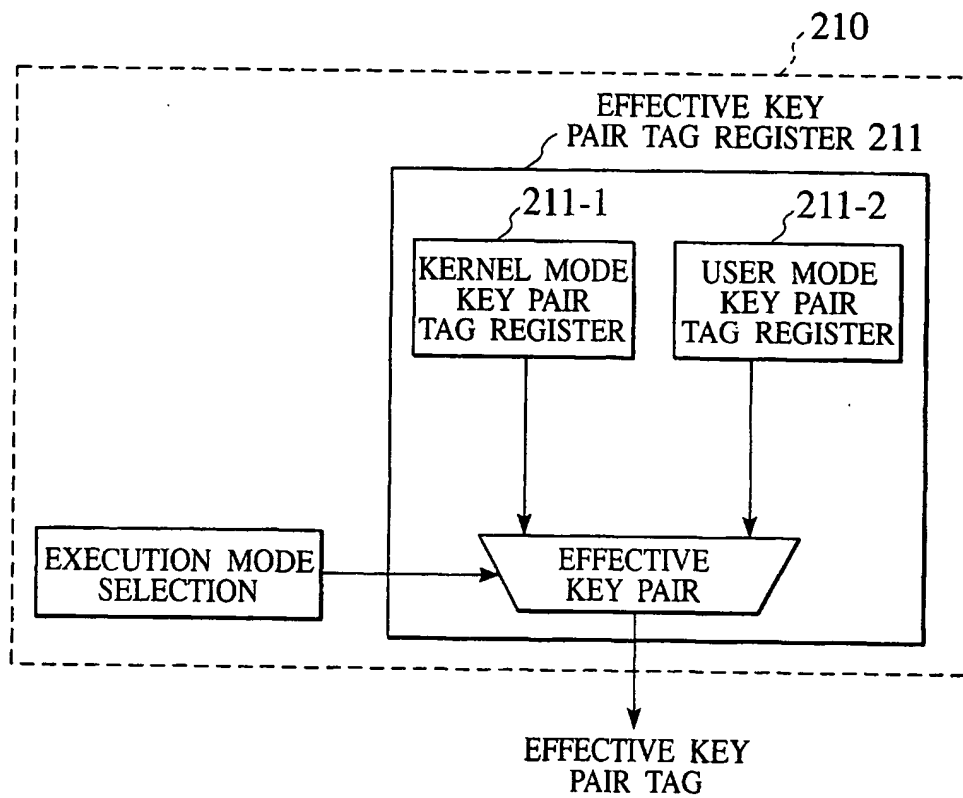 210
EFFECTIVE KEY
PAIR TAG REGISTER 211
211-1
211-2
KERNEL MODE
KEY PAIR
TAG REGISTER
USER MODE
KEY PAIR
TAG REGISTER
EXECUTION MODE
SELECTION
EFFECTIVE
KEY PAIR
EFFECTIVE KEY
PAIR TAG